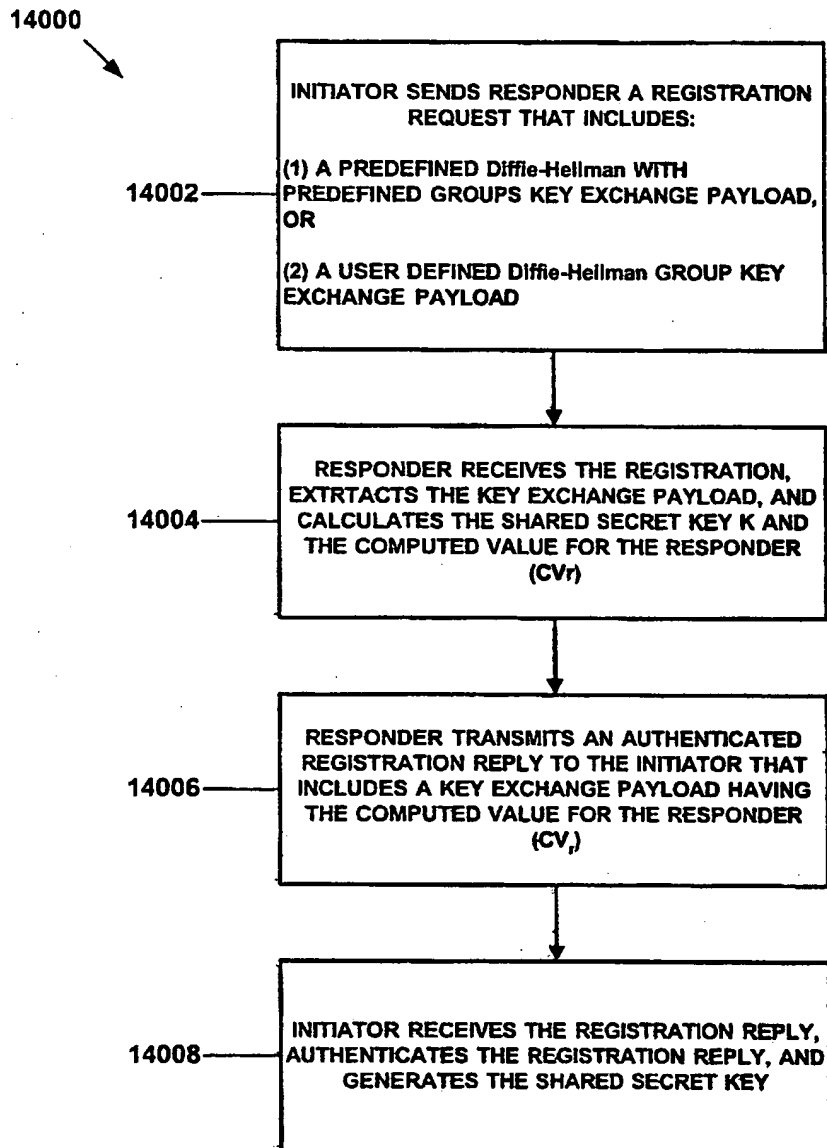 14000
INITIATOR SENDS RESPONDER A REGISTRATION
REQUEST THAT INCLUDES:
(1) A PREDEFINED Diffie-Hellman WITH
PREDEFINED GROUPS KEY EXCHANGE PAYLOAD,
OR
(2) A USER DEFINED Diffie-Hellman GROUP KEY
EXCHANGE PAYLOAD
14002
RESPONDER RECEIVES THE REGISTRATION,
EXTRTACTS THE KEY EXCHANGE PAYLOAD, AND
CALCULATES THE SHARED SECRET KEY K AND
THE COMPUTED VALUE FOR THE RESPONDER
(CVr)
14004
RESPONDER TRANSMITS AN AUTHENTICATED
REGISTRATION REPLY TO THE INITIATOR THAT
INCLUDES A KEY EXCHANGE PAYLOAD HAVING
THE COMPUTED VALUE FOR THE RESPONDER
(CVr)
14006
INITIATOR RECEIVES THE REGISTRATION REPLY,
AUTHENTICATES THE REGISTRATION REPLY, AND
GENERATES THE SHARED SECRET KEY
14008